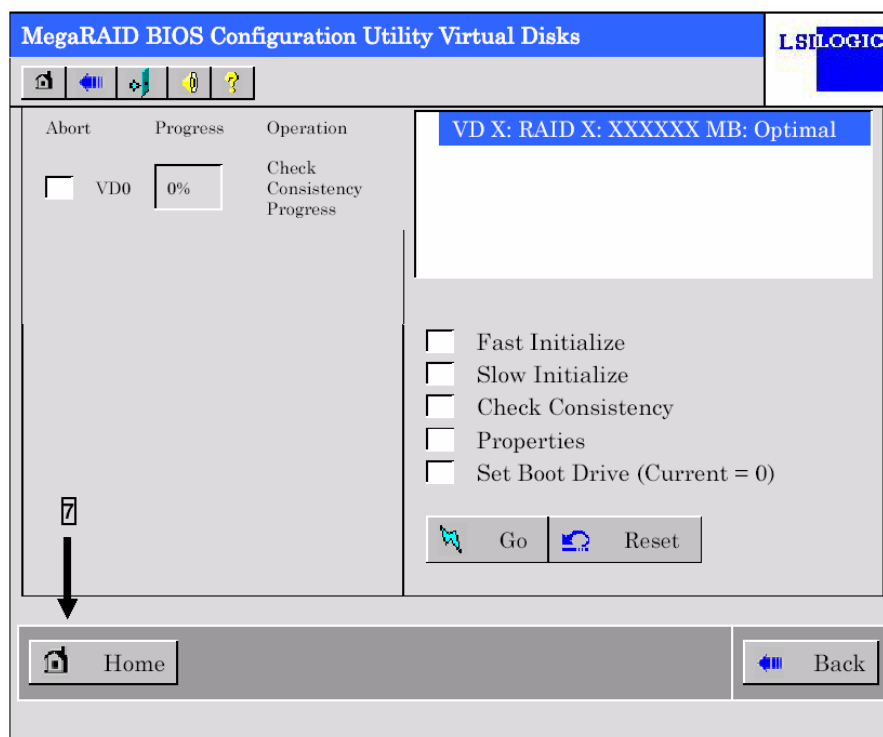 MegaRAID BIOS Configuration Utility Virtual Disks
LSILOGIC
Abort Progress Operation
VD0 0% Check
Consistency
Progress
VD X: RAID X: XXXXXX MB: Optimal
Fast Initialize
Slow Initialize
Check Consistency
Properties
Set Boot Drive (Current = 0)
Go Reset
7
Home Back